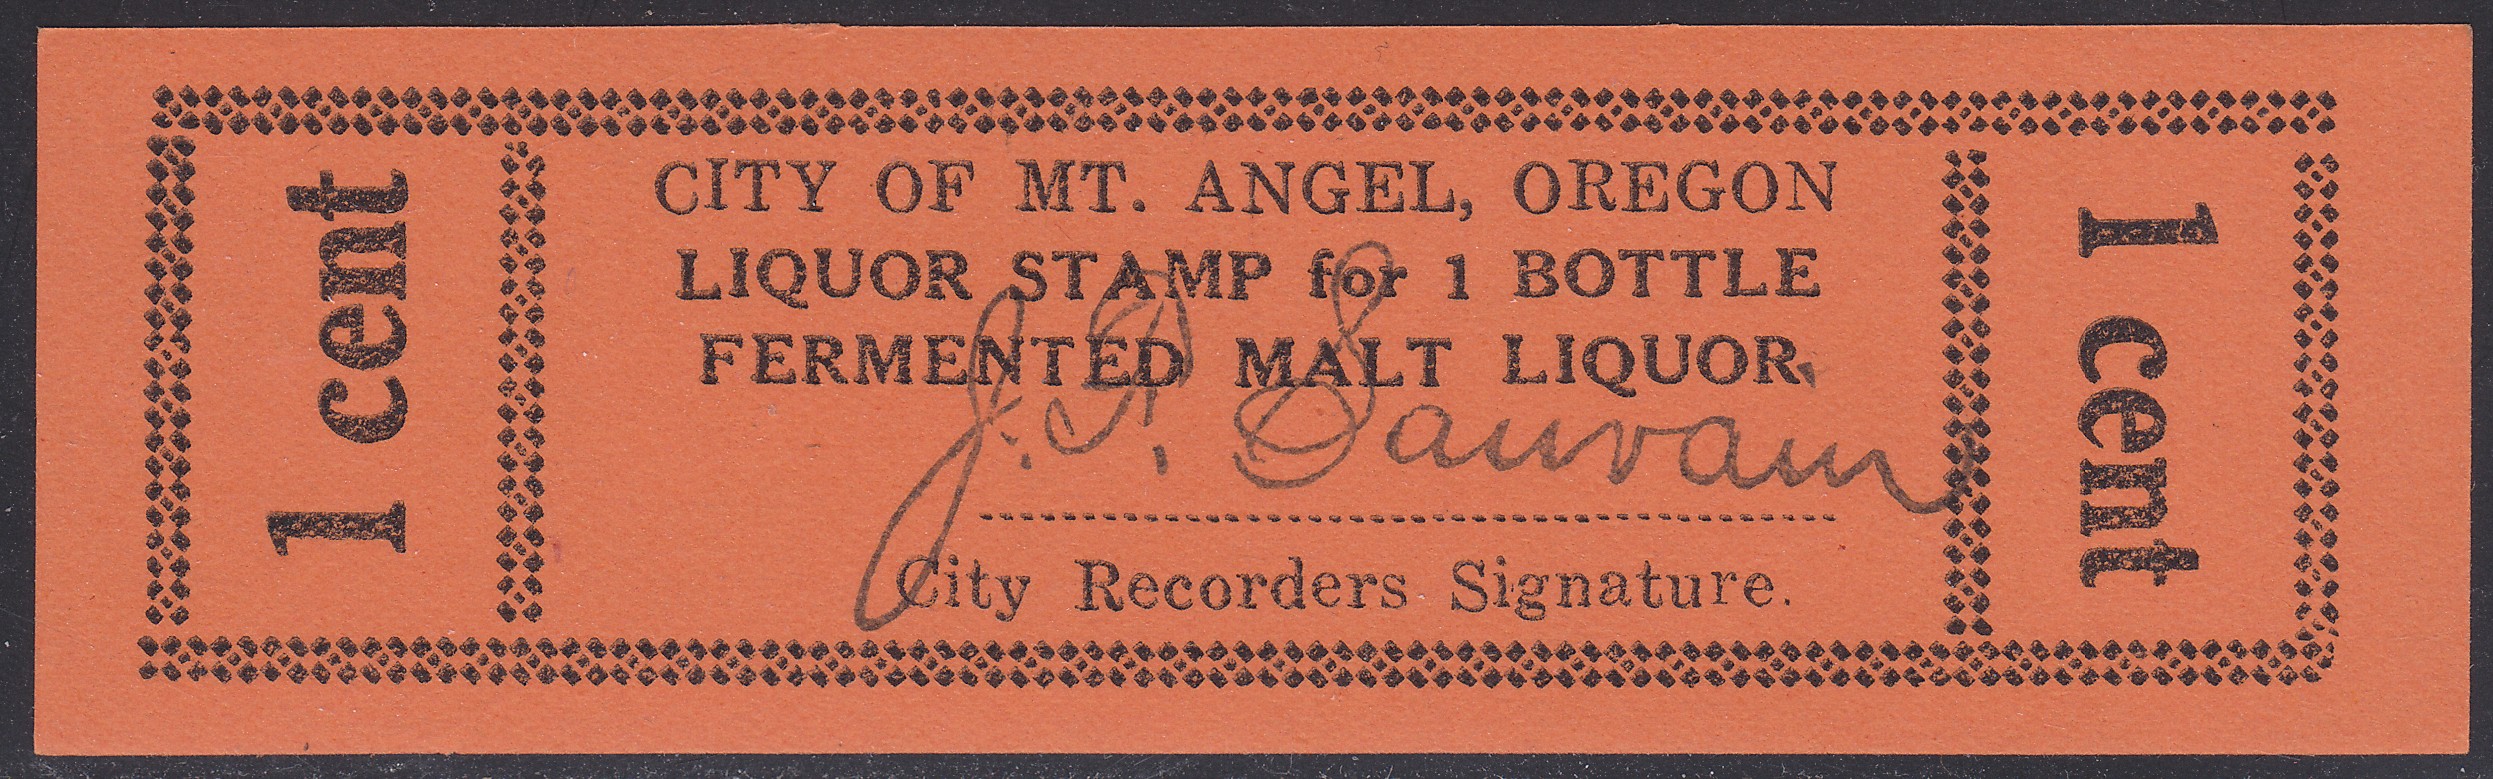 1 cent
CITY OF MT. ANGEL, OREGON
LIQUOR STAMP for 1 BOTTLE
FERMENTED MALT LIQUOR.
J. P. Sauvain
City Recorders Signature.
1 cent